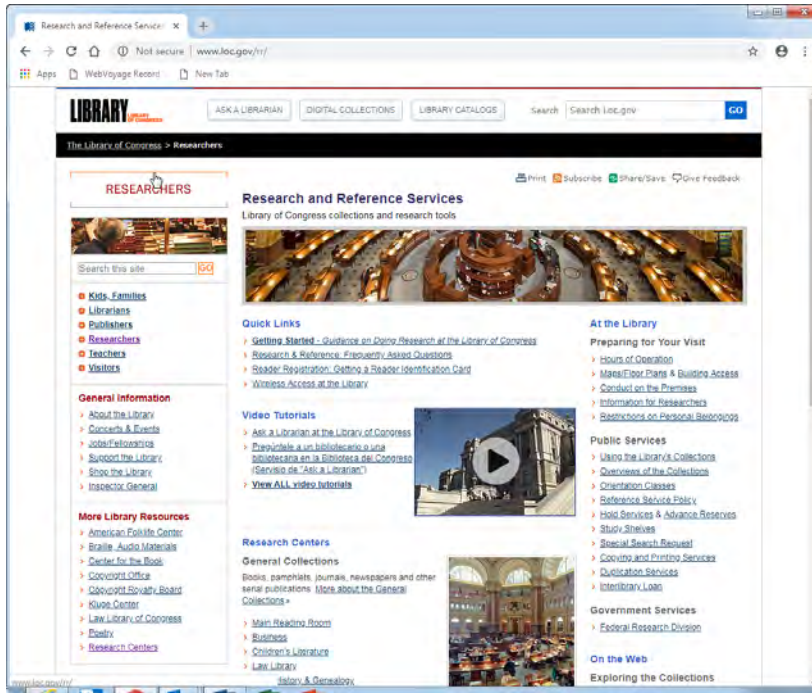 Research and Reference Services
Not secure | www.loc.gov/rr/
Apps WebVoyage Record New Tab
LIBRARY
LIBRARY OF CONGRESS
ASK A LIBRARIAN DIGITAL COLLECTIONS LIBRARY CATALOGS Search Search Loc.gov GO
The Library of Congress > Researchers
Print Subscribe Share/Save Give Feedback
RESEARCHERS
Search this site GO
Kids, Families
Librarians
Publishers
Researchers
Teachers
Visitors
General Information
About the Library
Concerts & Events
Jobs/Fellowships
Support the Library
Shop the Library
Inspector General
More Library Resources
American Folklife Center
Braille, Audio Materials
Center for the Book
Copyright Office
Copyright Royalty Board
Kluge Center
Law Library of Congress
Poetry
Research Centers
Research and Reference Services
Library of Congress collections and research tools
Quick Links
Getting Started - Guidance on Doing Research at the Library of Congress
Research & Reference: Frequently Asked Questions
Reader Registration: Getting a Reader Identification Card
Wireless Access at the Library
Video Tutorials
Ask a Librarian at the Library of Congress
Pregúntele a un bibliotecario o una
bibliotecaria en la Biblioteca del Congreso
(Servisio de "Ask a Librarian")
View ALL video tutorials
Research Centers
General Collections
Books, pamphlets, journals, newspapers and other
serial publications. More about the General
Collections »
Main Reading Room
Business
Children's Literature
Law Library
History & Genealogy
At the Library
Preparing for Your Visit
Hours of Operation
Maps/Floor Plans & Building Access
Conduct on the Premises
Information for Researchers
Restrictions on Personal Belongings
Public Services
Using the Library's Collections
Overviews of the Collections
Orientation Classes
Reference Service Policy
Hold Services & Advance Reserves
Study Shelves
Special Search Request
Copying and Printing Services
Duplication Services
Interlibrary Loan
Government Services
Federal Research Division
On the Web
Exploring the Collections
www.loc.gov/rr/